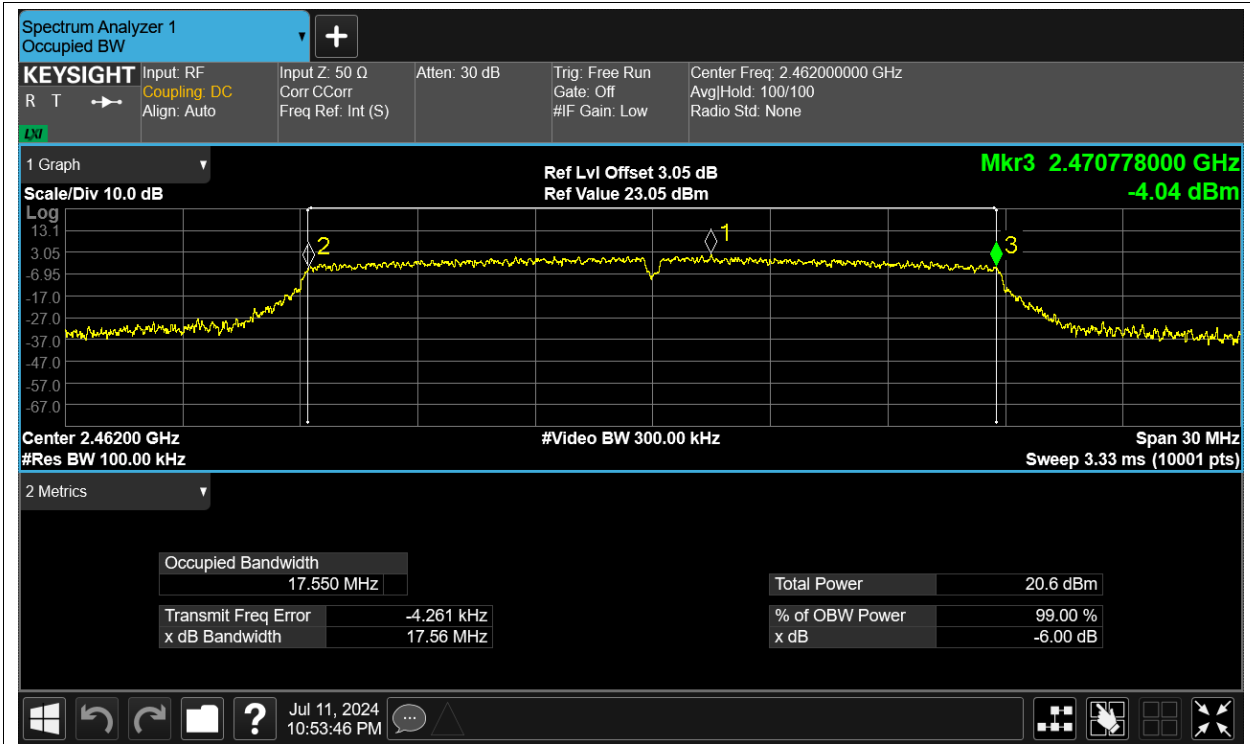 Spectrum Analyzer 1
Occupied BW
KEYSIGHT
R T
LXI
Input: RF
Coupling: DC
Align: Auto
Input Z: 50 Ω
Corr CCorr
Freq Ref: Int (S)
Atten: 30 dB
Trig: Free Run
Gate: Off
#IF Gain: Low
Center Freq: 2.462000000 GHz
Avg|Hold: 100/100
Radio Std: None
1 Graph
Ref Lvl Offset 3.05 dB
Mkr3 2.470778000 GHz
Scale/Div 10.0 dB
Ref Value 23.05 dBm
-4.04 dBm
Log
13.1
3.05
-6.95
-17.0
-27.0
-37.0
-47.0
-57.0
-67.0
2
1
3
Center 2.46200 GHz
#Video BW 300.00 kHz
Span 30 MHz
#Res BW 100.00 kHz
Sweep 3.33 ms (10001 pts)
2 Metrics
Occupied Bandwidth
17.550 MHz
Total Power 20.6 dBm
Transmit Freq Error -4.261 kHz
% of OBW Power 99.00 %
x dB Bandwidth 17.56 MHz
x dB -6.00 dB
?
Jul 11, 2024
10:53:46 PM